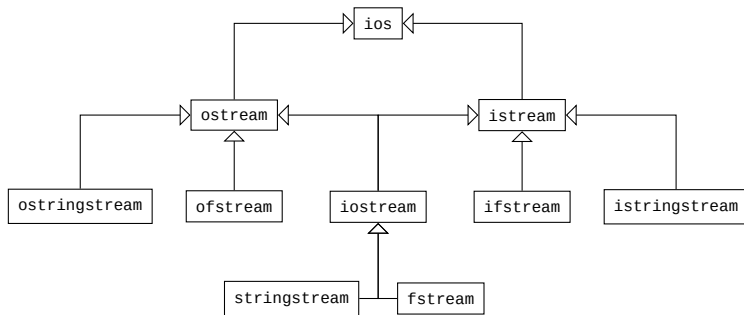 ios
ostream
istream
ostringstream
ofstream
iostream
ifstream
istringstream
stringstream
fstream